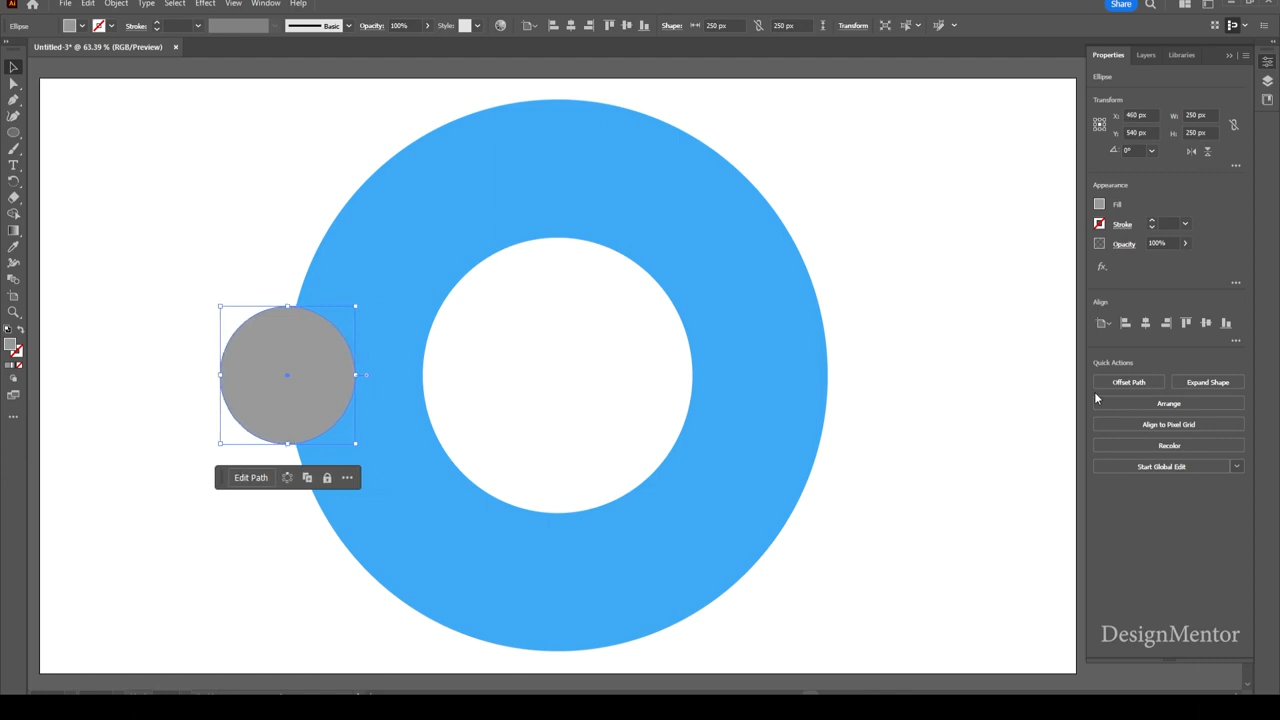 Ai File Edit Object Type Select Effect View Window Help Share
Ellipse Stroke: Basic Opacity: 100% Style: Shape: 250 px 250 px Transform
Untitled-3* @ 63.39 % (RGB/Preview) ×
Properties Layers Libraries
Ellipse
Transform
X: 460 px W: 250 px
Y: 540 px H: 250 px
0°
Appearance
Fill
Stroke
Opacity 100%
fx.
Align
Quick Actions
Offset Path Expand Shape
Arrange
Align to Pixel Grid
Recolor
Start Global Edit
Edit Path
DesignMentor